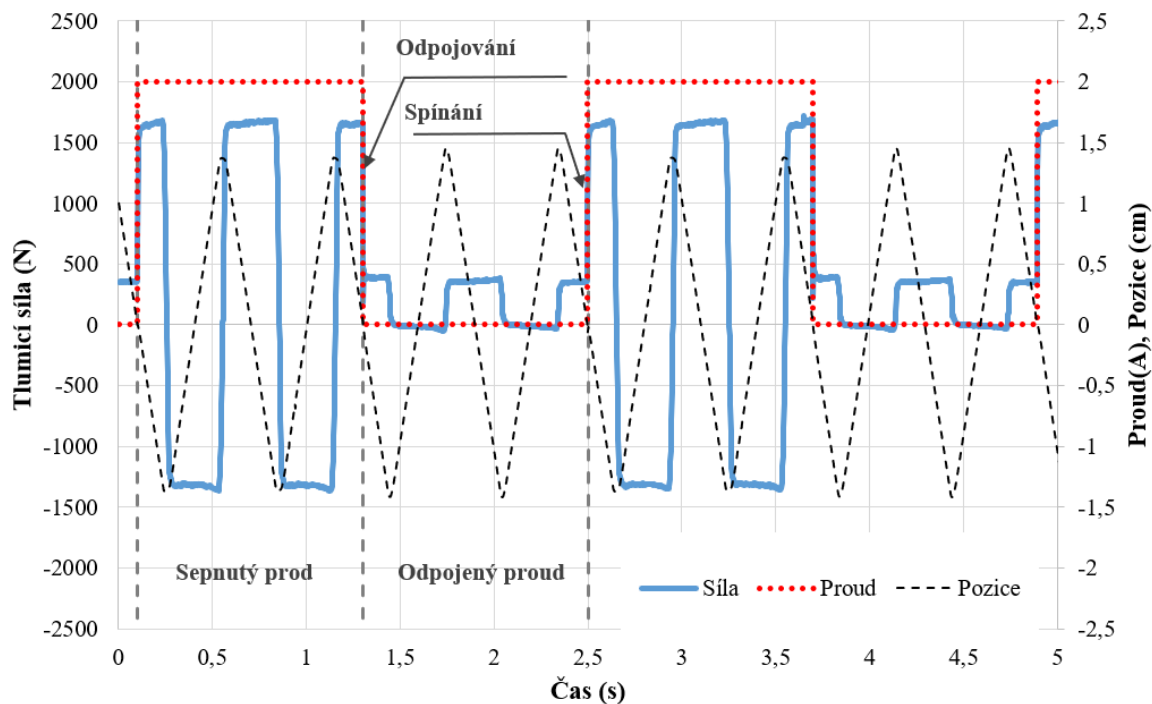 Tlumicí síla (N)
2500
2000
1500
1000
500
0
-500
-1000
-1500
-2000
-2500
Odpojování
Spínání
Sepnutý prod
Odpojený proud
Síla
Proud
Pozice
2,5
2
1,5
1
0,5
0
-0,5
-1
-1,5
-2
-2,5
Proud(A), Pozice (cm)
0 0,5 1 1,5 2 2,5 3 3,5 4 4,5 5
Čas (s)